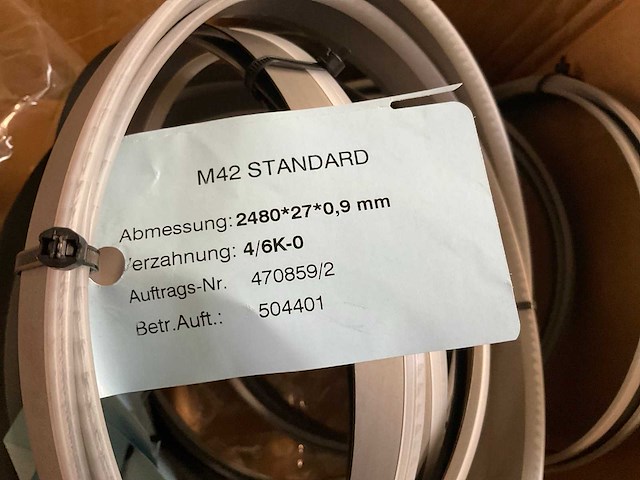 M42 STANDARD
Abmessung: 2480*27*0,9 mm
erzahnung: 4/6K-0
Auftrags-Nr. 470859/2
Betr.Auft.: 504401